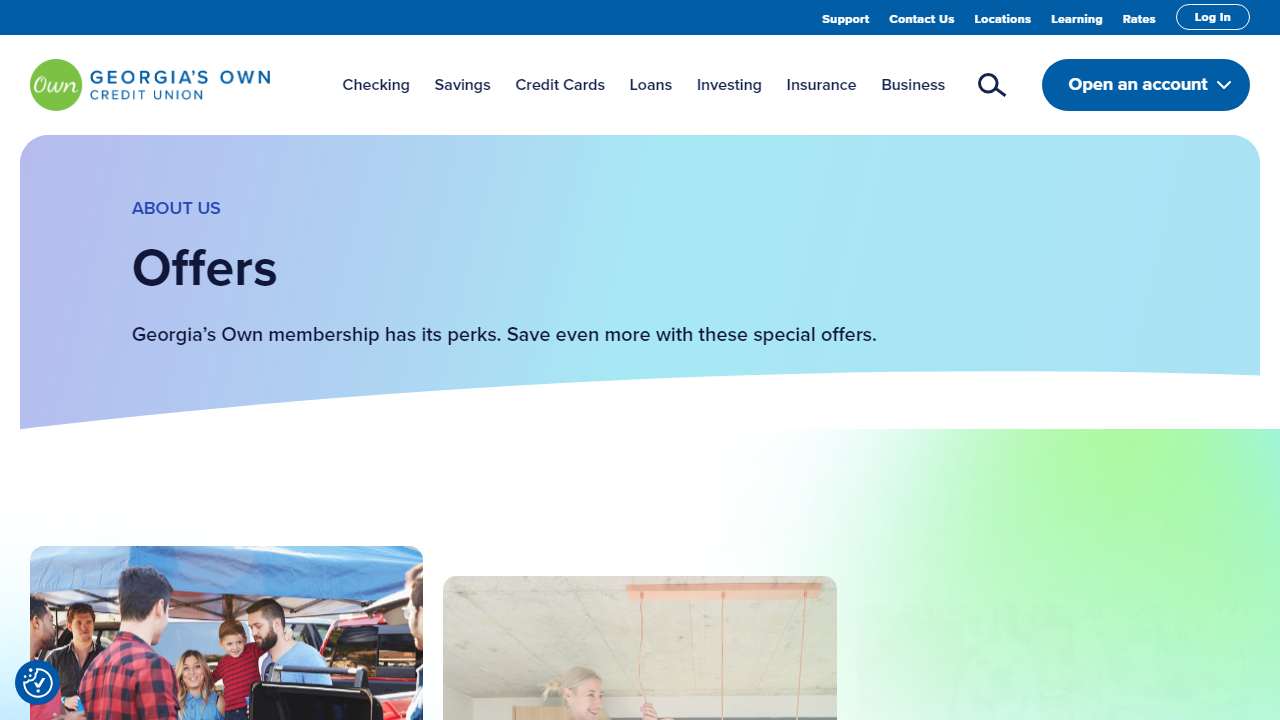 Support Contact Us Locations Learning Rates Log In
Own GEORGIA'S OWN
CREDIT UNION
Checking Savings Credit Cards Loans Investing Insurance Business Open an account
ABOUT US
Offers
Georgia’s Own membership has its perks. Save even more with these special offers.